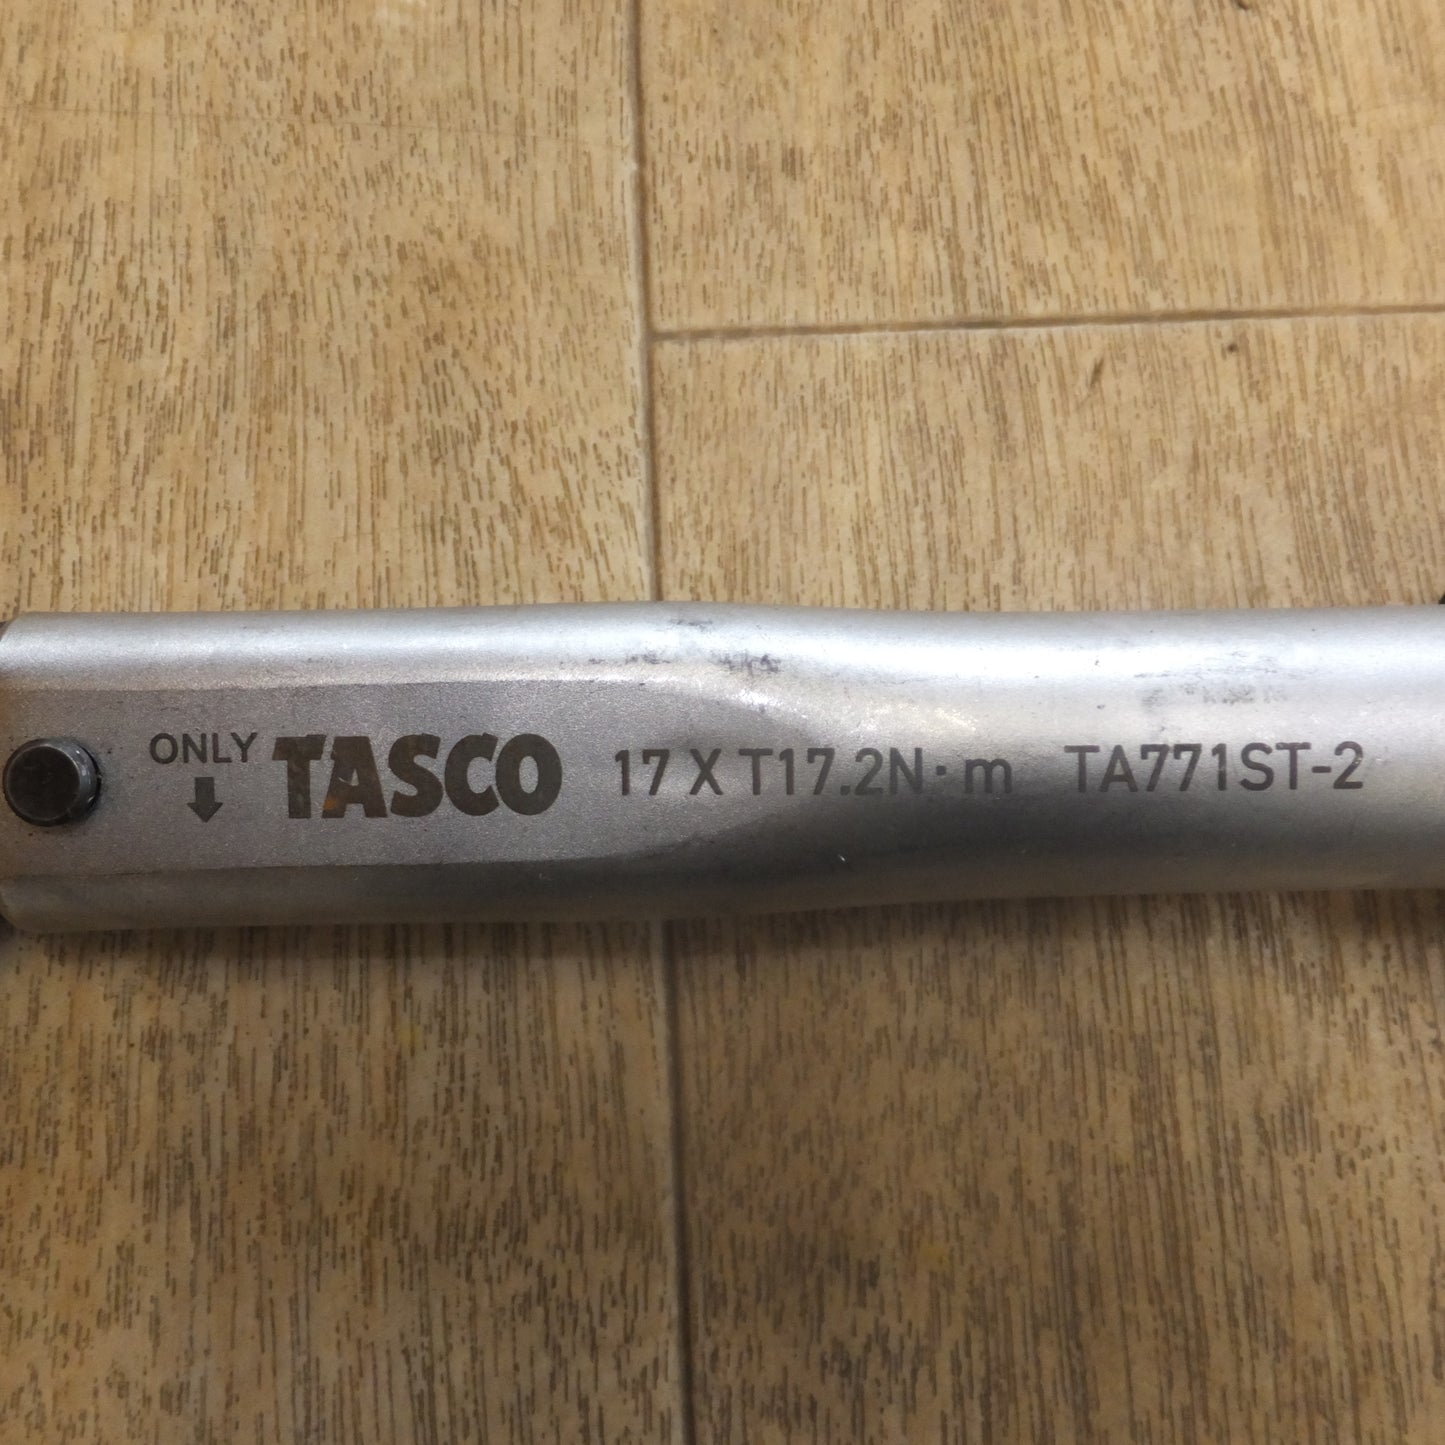 ONLY ↓ TASCO 17 X T17.2N·m TA771ST-2